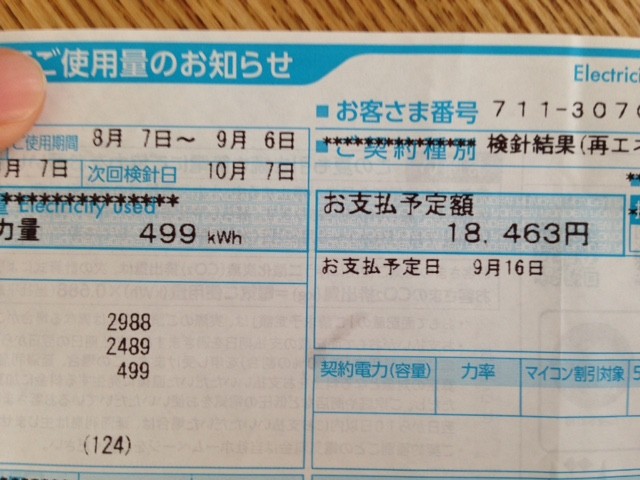 ご使用量のお知らせ
Electrici
■お客さま番号 711-307
ご使用期間 8月 7日～ 9月 6日
■ご契約種別 検針結果(再エネ
月 7日 次回検針日 10月 7日
Electricity used
力量 499 kWh
お支払予定額
18,463円
お支払予定日 9月16日
2988
2489
499
契約電力(容量) 力率 マイコン割引対象
(124)